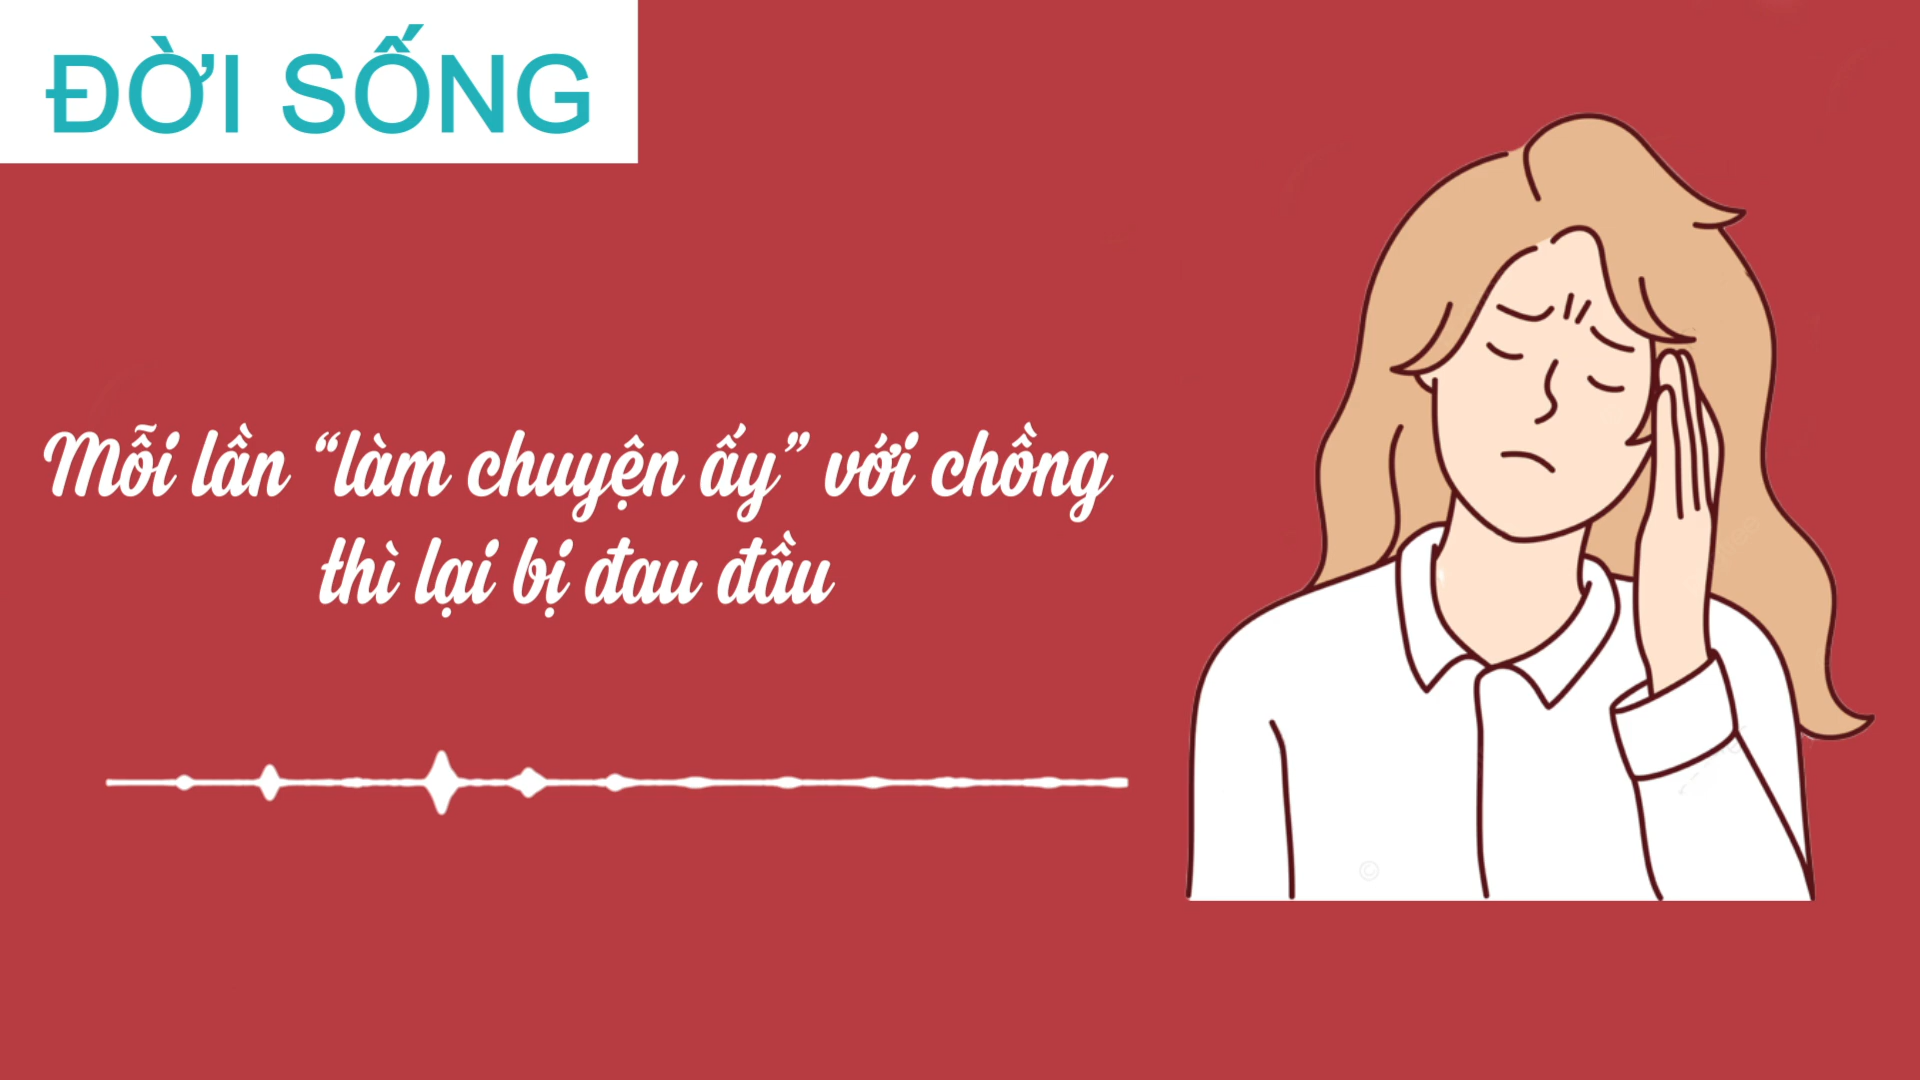 ĐỜI SỐNG
Mỗi lần “làm chuyện ấy” với chồng
thì lại bị đau đầu
©